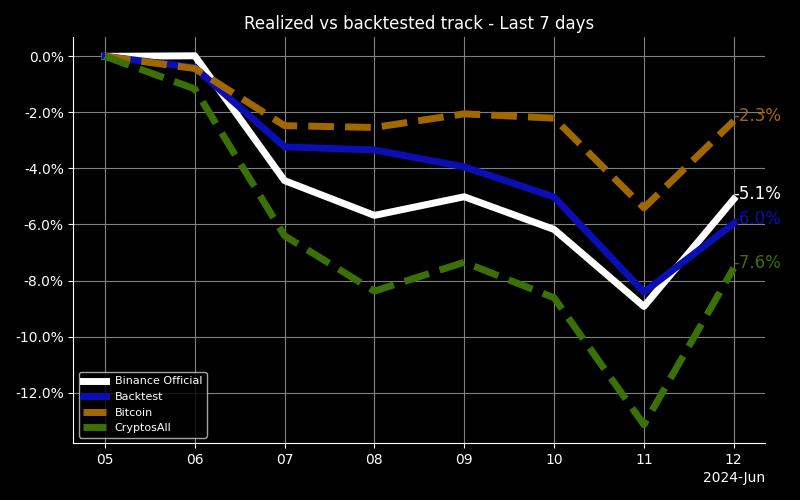 Realized vs backtested track - Last 7 days
0.0%
-2.0%
-4.0%
-6.0%
-8.0%
-10.0%
-12.0%
-2.3%
-5.1%
-6.0%
-7.6%
Binance Official
Backtest
Bitcoin
CryptosAll
05 06 07 08 09 10 11 12
2024-Jun